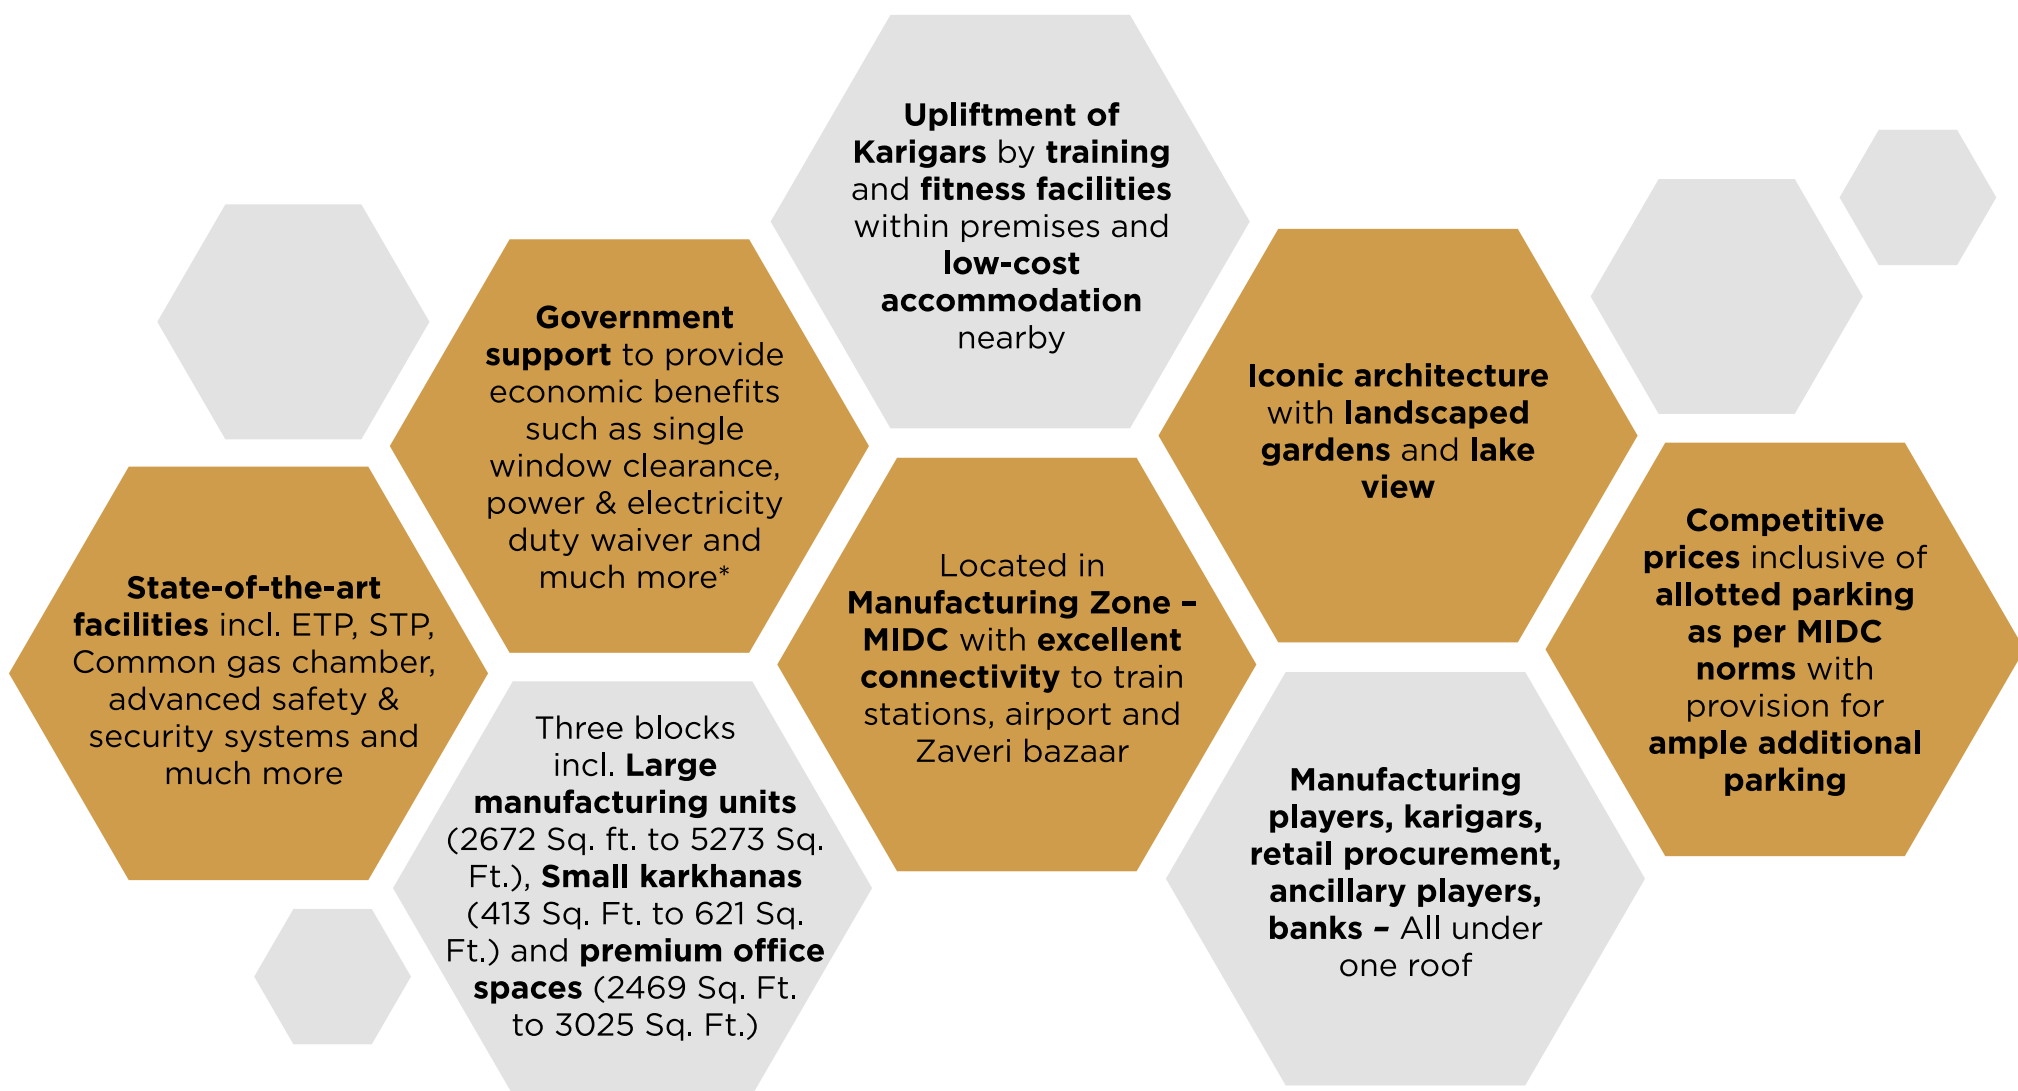 Upliftment of
Karigars by training
and fitness facilities
within premises and
low-cost
accommodation
nearby
Government
support to provide
economic benefits
such as single
window clearance,
power & electricity
duty waiver and
much more*
Iconic architecture
with landscaped
gardens and lake
view
State-of-the-art
facilities incl. ETP, STP,
Common gas chamber,
advanced safety &
security systems and
much more
Located in
Manufacturing Zone –
MIDC with excellent
connectivity to train
stations, airport and
Zaveri bazaar
Competitive
prices inclusive of
allotted parking
as per MIDC
norms with
provision for
ample additional
parking
Three blocks
incl. Large
manufacturing units
(2672 Sq. ft. to 5273 Sq.
Ft.), Small karkhanas
(413 Sq. Ft. to 621 Sq.
Ft.) and premium office
spaces (2469 Sq. Ft.
to 3025 Sq. Ft.)
Manufacturing
players, karigars,
retail procurement,
ancillary players,
banks – All under
one roof